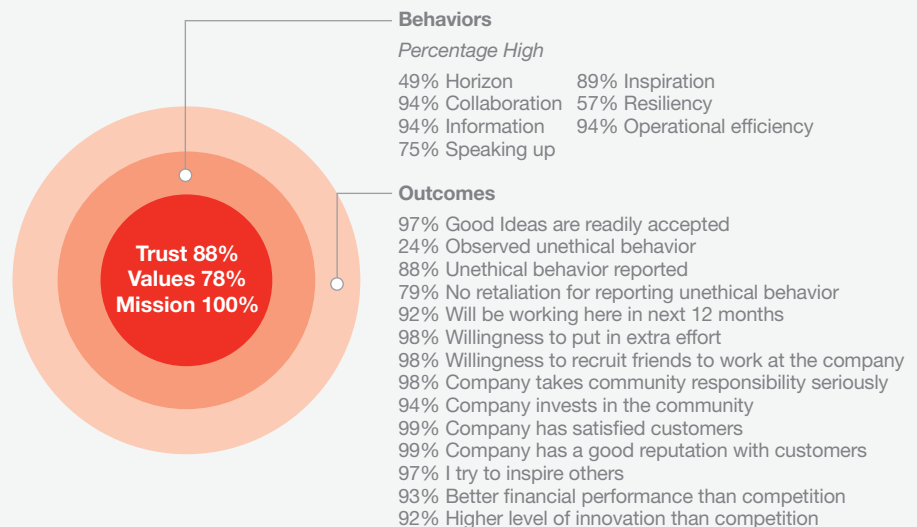 Behaviors
Percentage High
49% Horizon 89% Inspiration
94% Collaboration 57% Resiliency
94% Information 94% Operational efficiency
75% Speaking up
Trust 88%
Values 78%
Mission 100%
Outcomes
97% Good Ideas are readily accepted
24% Observed unethical behavior
88% Unethical behavior reported
79% No retaliation for reporting unethical behavior
92% Will be working here in next 12 months
98% Willingness to put in extra effort
98% Willingness to recruit friends to work at the company
98% Company takes community responsibility seriously
94% Company invests in the community
99% Company has satisfied customers
99% Company has a good reputation with customers
97% I try to inspire others
93% Better financial performance than competition
92% Higher level of innovation than competition